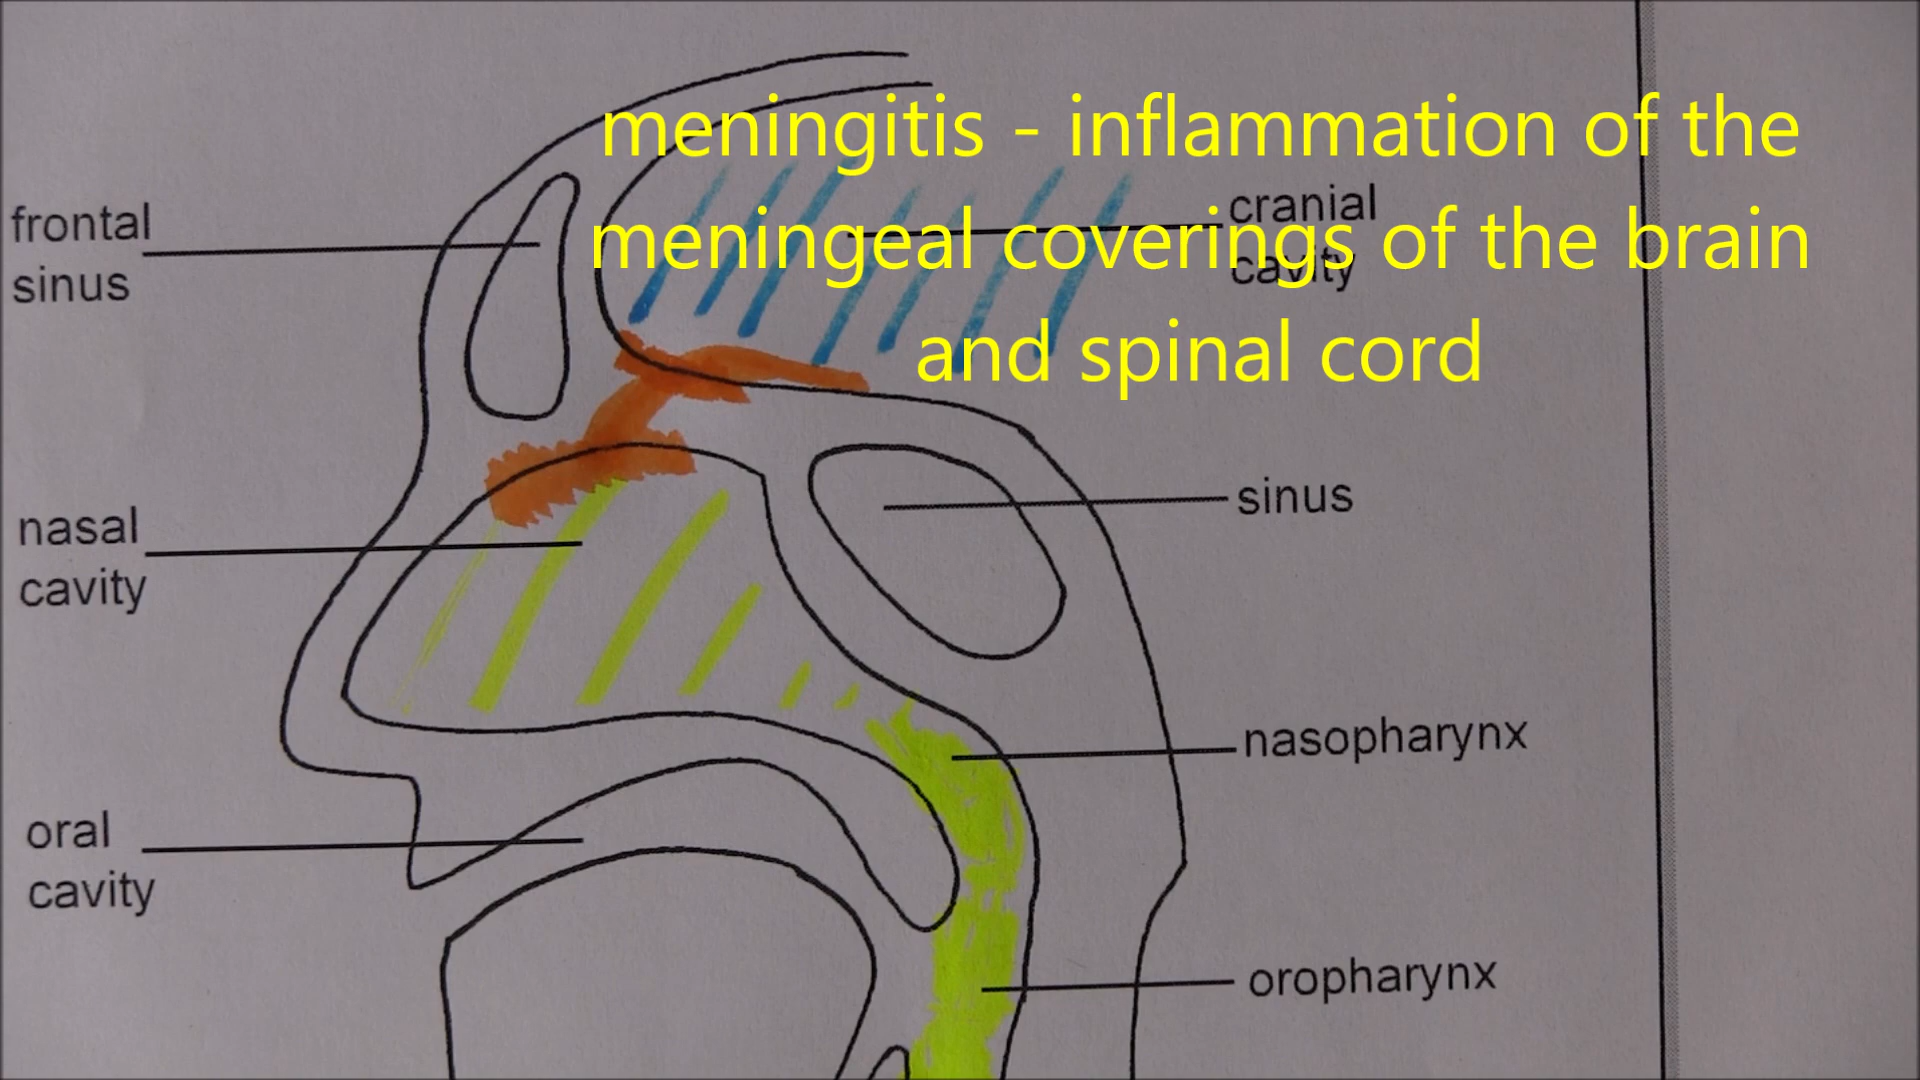 meningitis - inflammation of the
meningeal coverings of the brain
and spinal cord
frontal
sinus
cranial
cavity
nasal
cavity
sinus
nasopharynx
oral
cavity
oropharynx